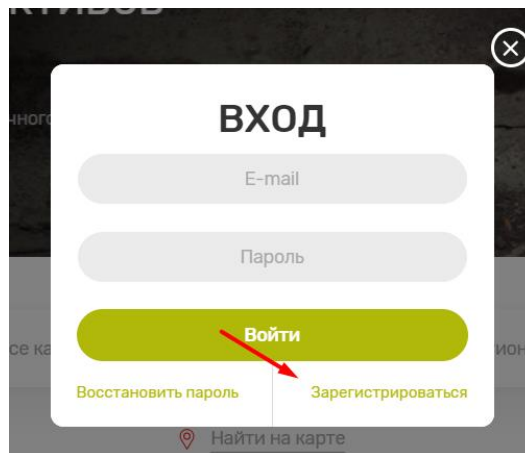 ВХОД
E-mail
Пароль
Войти
Восстановить пароль
Зарегистрироваться
Найти на карте